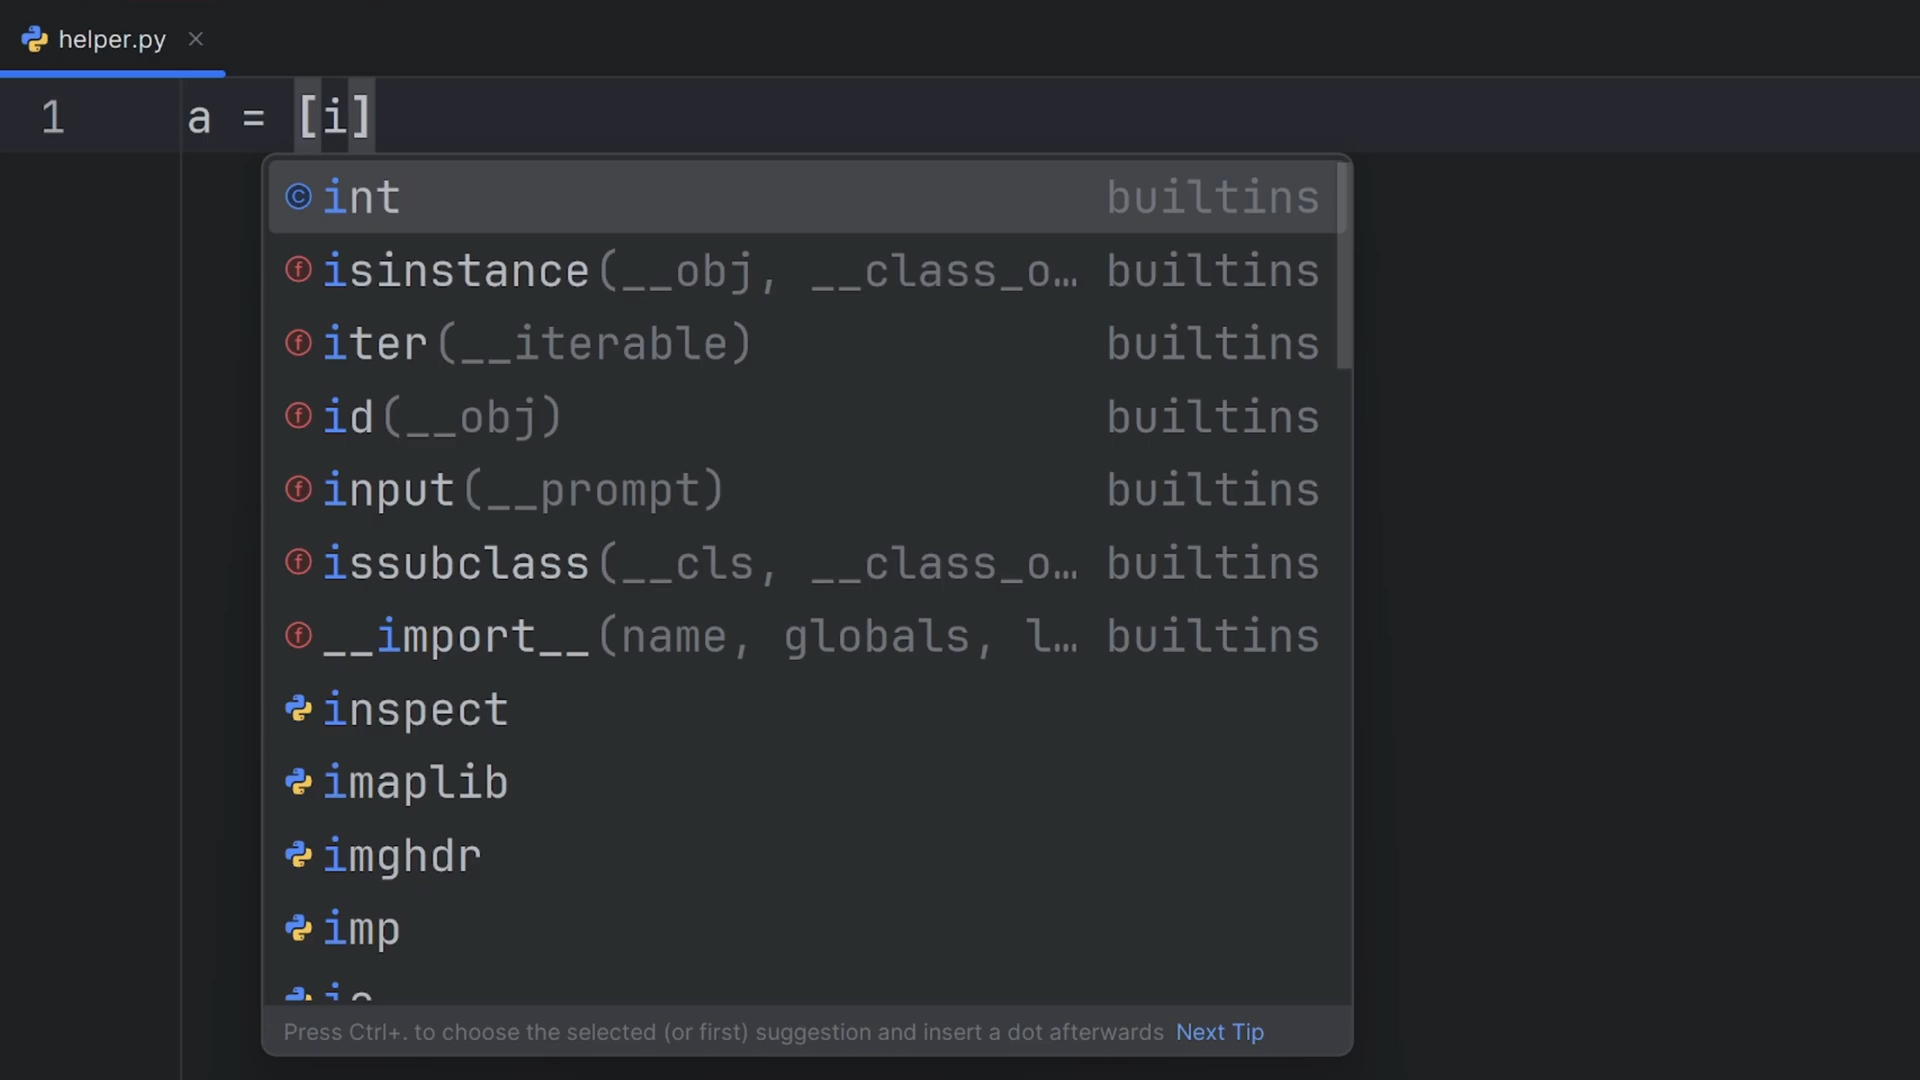 helper.py
1 a = [i]
int builtins
isinstance(__obj, __class_o… builtins
iter(__iterable) builtins
id(__obj) builtins
input(__prompt) builtins
issubclass(__cls, __class_o… builtins
__import__(name, globals, l… builtins
inspect
imaplib
imghdr
imp
Press Ctrl+. to choose the selected (or first) suggestion and insert a dot afterwards Next Tip